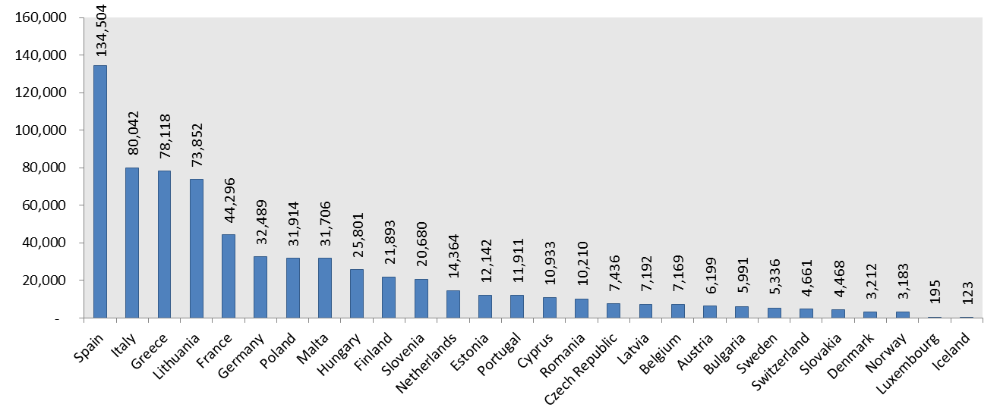 160,000
140,000
120,000
100,000
80,000
60,000
40,000
20,000
-
134,504
80,042
78,118
73,852
44,296
32,489
31,914
31,706
25,801
21,893
20,680
14,364
12,142
11,911
10,933
10,210
7,436
7,192
7,169
6,199
5,991
5,336
4,661
4,468
3,212
3,183
195
123
Spain
Italy
Greece
Lithuania
France
Germany
Poland
Malta
Hungary
Finland
Slovenia
Netherlands
Estonia
Portugal
Cyprus
Romania
Czech Republic
Latvia
Belgium
Austria
Bulgaria
Sweden
Switzerland
Slovakia
Denmark
Norway
Luxembourg
Iceland